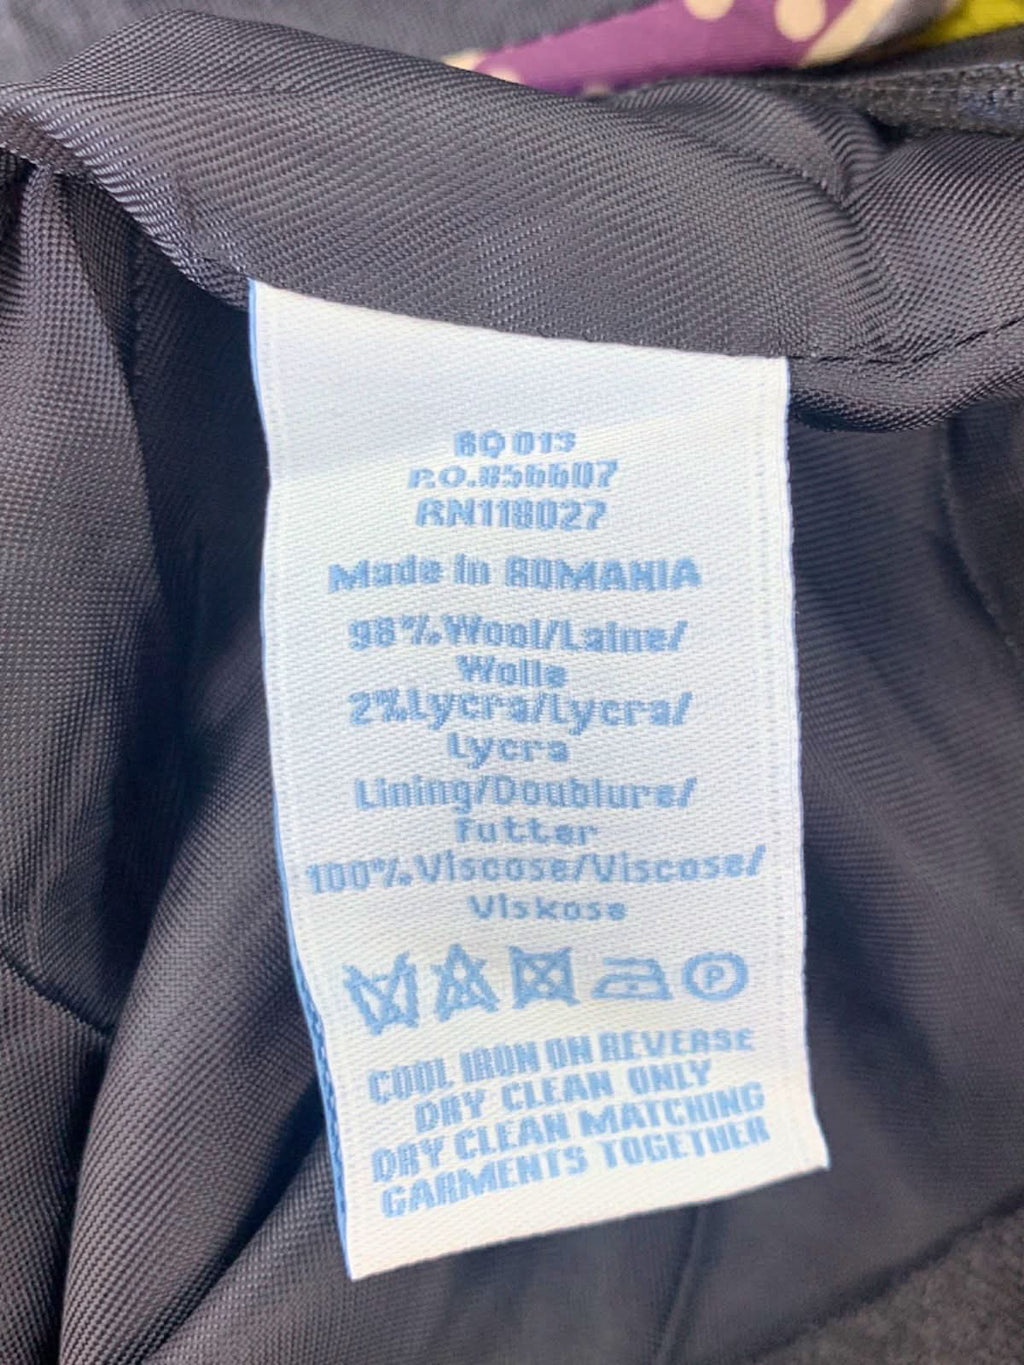 BQ 013
P.O.856607
RN118027
Made in ROMANIA
98%Wool/Laine/
Wolle
2%Lycra/Lycra/
Lycra
Lining/Doublure/
Futter
100%Viscose/Viscose/
Viskose
P
COOL IRON ON REVERSE
DRY CLEAN ONLY
DRY CLEAN MATCHING
GARMENTS TOGETHER